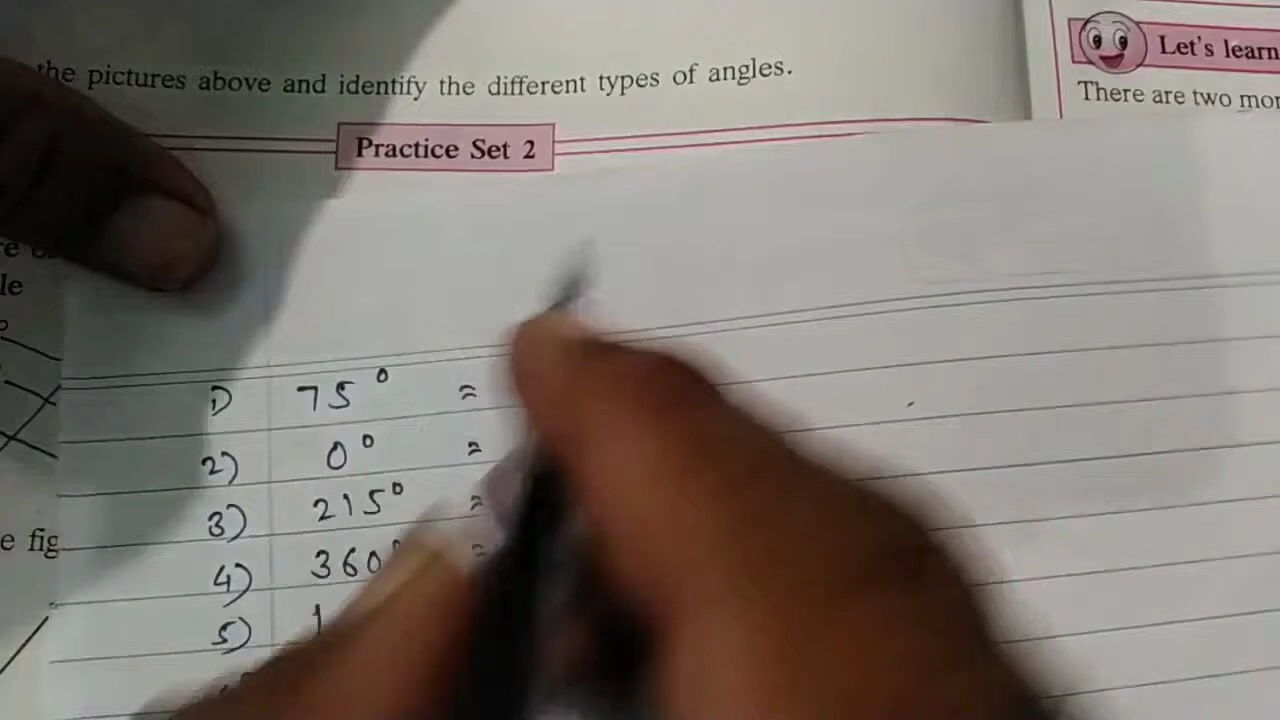 the pictures above and identify the different types of angles.
Practice Set 2
Let's learn
There are two
le
e fig
1) 75° =
2) 0° =
3) 215° =
4) 360° =
5) 1